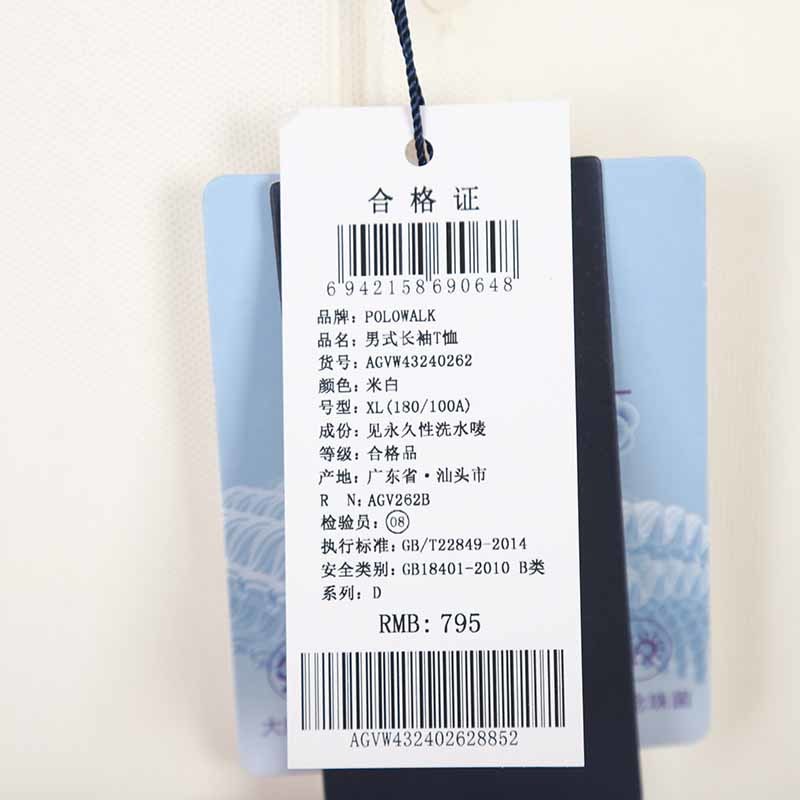 合格证
6942158690648
品牌: POLOWALK
品名: 男式长袖T恤
货号: AGVW43240262
颜色: 米白
号型: XL(180/100A)
成份: 见永久性洗水唛
等级: 合格品
产地: 广东省·汕头市
R N: AGV262B
检验员: 08
执行标准: GB/T22849-2014
安全类别: GB18401-2010 B类
系列: D
RMB: 795
AGVW432402628852
大
珠菌